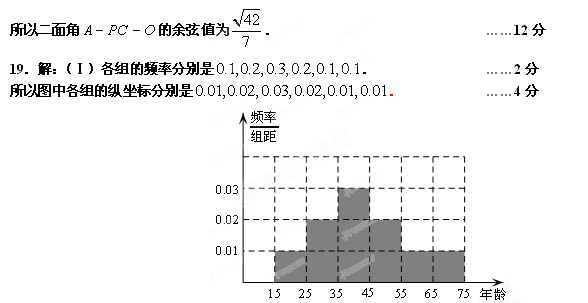 所以二面角 A－PC－O 的余弦值为 √42/7． ……12 分
19．解：（Ⅰ）各组的频率分别是 0.1,0.2,0.3,0.2,0.1,0.1． ……2 分
所以图中各组的纵坐标分别是 0.01,0.02,0.03,0.02,0.01,0.01． ……4 分
频率
组距
0.03
0.02
0.01
15 25 35 45 55 65 75 年龄